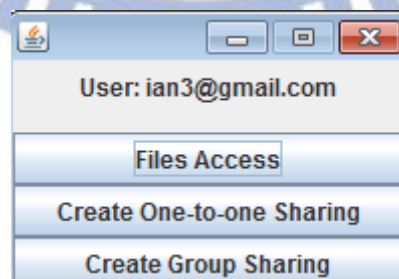 User: ian3@gmail.com
Files Access
Create One-to-one Sharing
Create Group Sharing